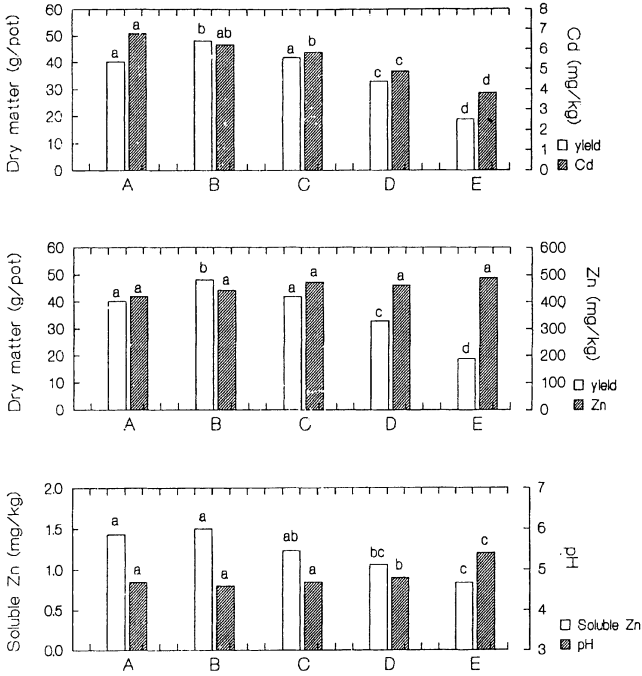 Dry matter (g/pot)
60
50
40
30
20
10
0
a
a
b
ab
a
b
c
c
d
d
8
7
6
5
4
3
2
1
0
Cd (mg/kg)
yield
Cd
A B C D E
Dry matter (g/pot)
60
50
40
30
20
10
0
a
a
b
a
a
a
c
a
d
a
600
500
400
300
200
100
0
Zn (mg/kg)
yield
Zn
A B C D E
Soluble Zn (mg/kg)
2.0
1.5
1.0
0.5
0.0
a
a
a
a
ab
a
bc
b
c
c
7
6
5
4
3
pH
Soluble Zn
pH
A B C D E